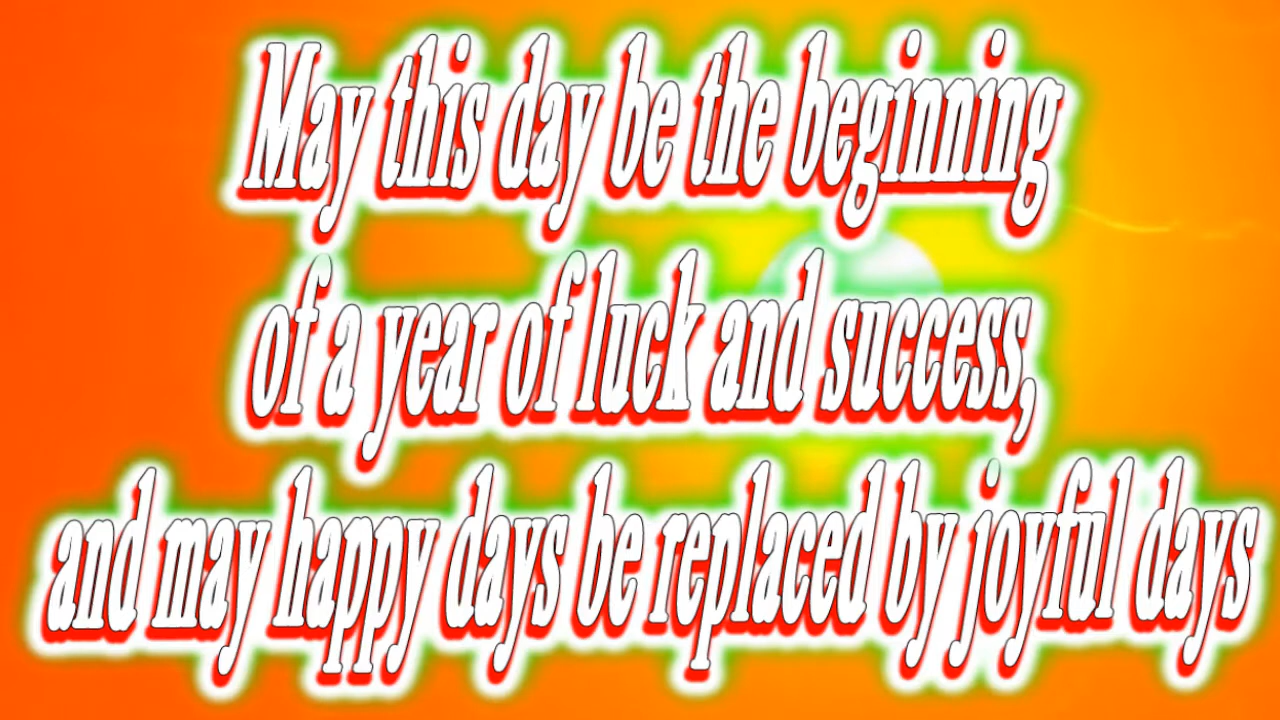 May this day be the beginning
of a year of luck and success,
and may happy days be replaced by joyful days